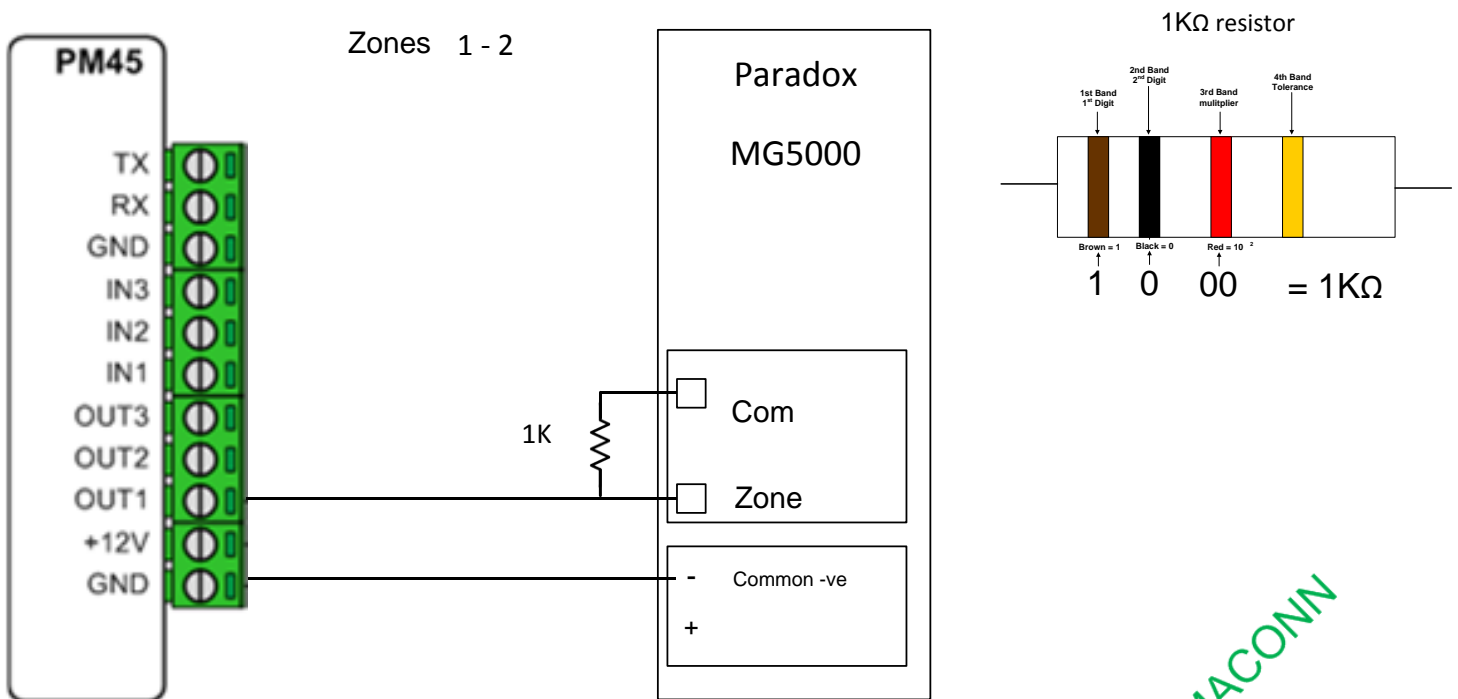 PM45
TX
RX
GND
IN3
IN2
IN1
OUT3
OUT2
OUT1
+12V
GND
Zones 1 - 2
1K
Paradox
MG5000
Com
Zone
- Common -ve
+
1KΩ resistor
1st Band
1st Digit
2nd Band
2nd Digit
3rd Band
mulitplier
4th Band
Tolerance
Brown = 1
Black = 0
Red = 10 2
1 0 00 = 1KΩ
MACONN